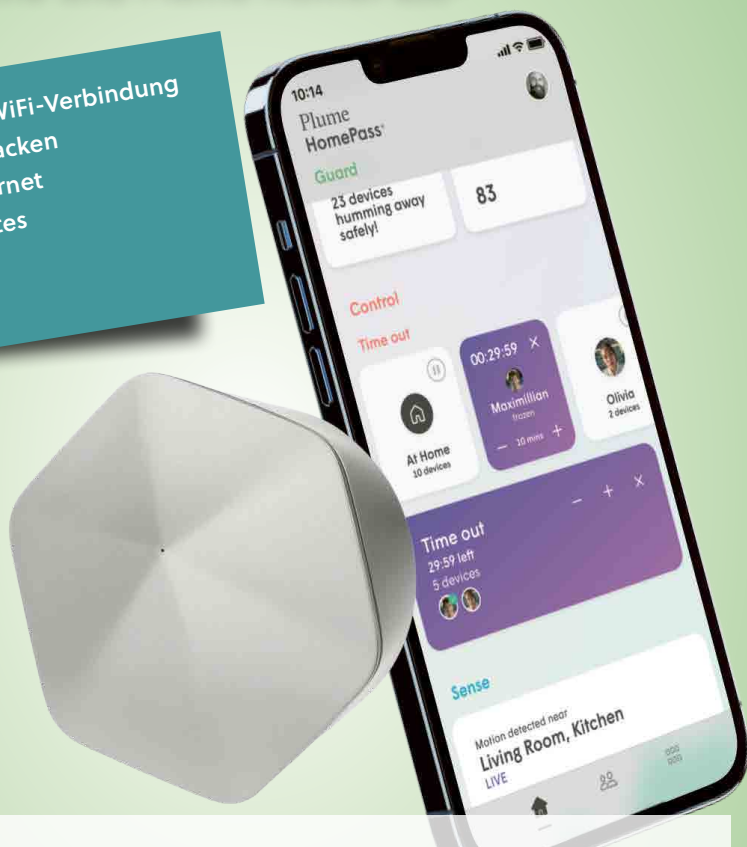 WiFi-Verbindung
acken
rnet
tes
10:14
Plume
HomePass®
Guard
23 devices
humming away
safely!
83
Control
Time out
At Home
10 devices
00:29:59 ×
Maximillian
frozen
− 10 mins +
Olivia
2 devices
Time out
− + ×
29:59 left
5 devices
Sense
Motion detected near
Living Room, Kitchen
LIVE